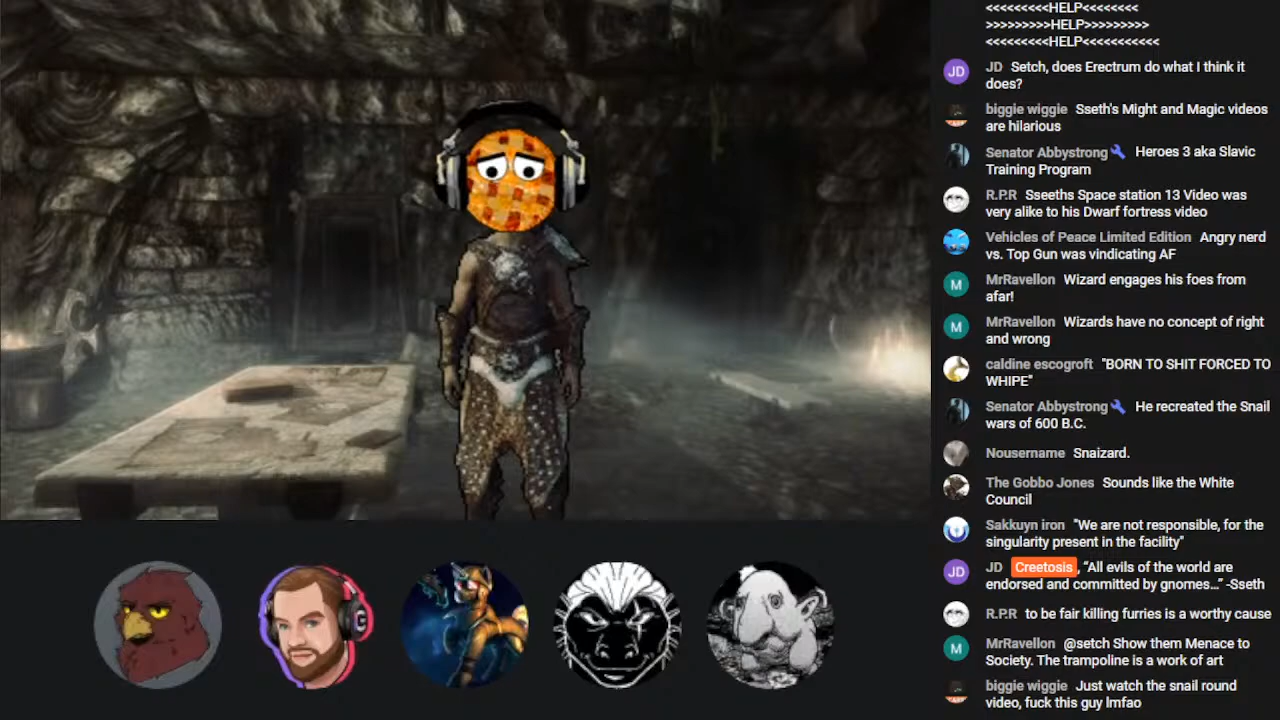 <<<<<<<<<HELP<<<<<<<<
>>>>>>>>>HELP>>>>>>>>>
<<<<<<<<<HELP<<<<<<<<<<<
JD JD Setch, does Erectrum do what I think it
does?
biggie wiggie Sseth's Might and Magic videos
are hilarious
Senator Abbystrong Heroes 3 aka Slavic
Training Program
R.P.R Sseeths Space station 13 Video was
very alike to his Dwarf fortress video
Vehicles of Peace Limited Edition Angry nerd
vs. Top Gun was vindicating AF
M MrRavellon Wizard engages his foes from
afar!
M MrRavellon Wizards have no concept of right
and wrong
caldine escogroft "BORN TO SHIT FORCED TO
WHIPE"
Senator Abbystrong He recreated the Snail
wars of 600 B.C.
Nousername Snaizard.
The Gobbo Jones Sounds like the White
Council
Sakkuyn iron "We are not responsible, for the
singularity present in the facility"
JD JD Creetosis, "All evils of the world are
endorsed and committed by gnomes..." -Sseth
R.P.R to be fair killing furries is a worthy cause
M MrRavellon @setch Show them Menace to
Society. The trampoline is a work of art
biggie wiggie Just watch the snail round
video, fuck this guy lmfao